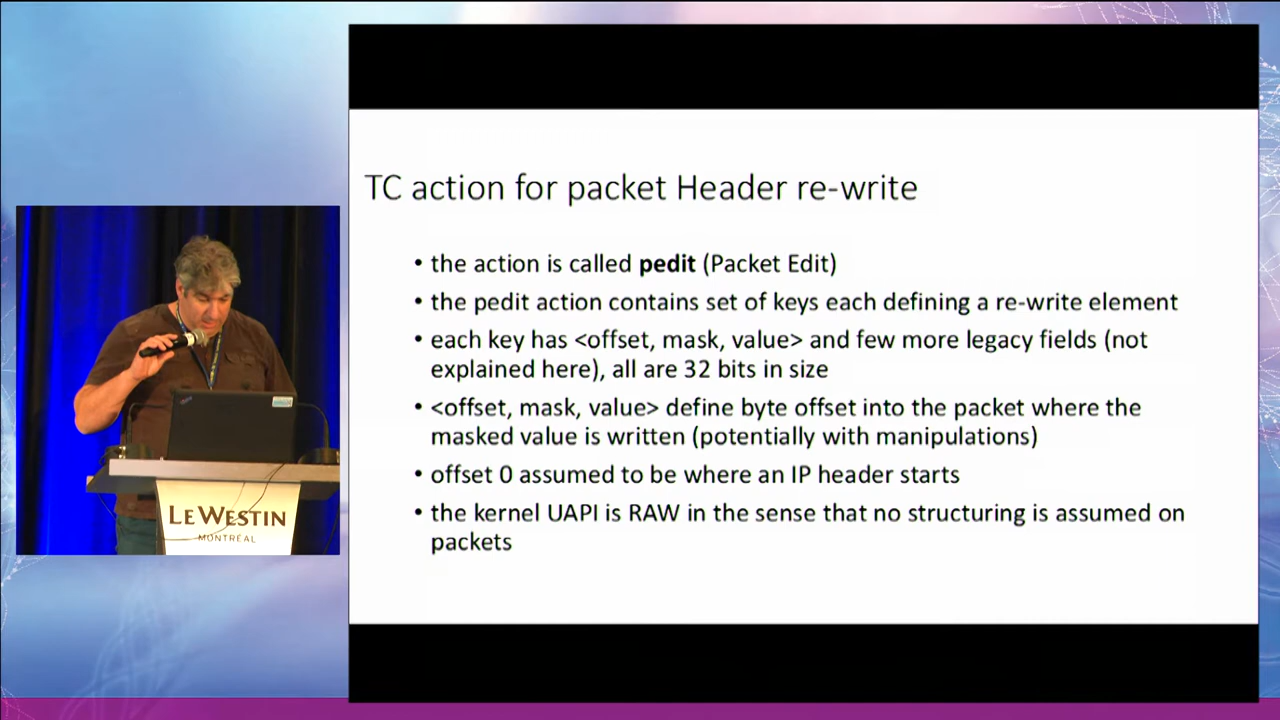 TC action for packet Header re-write
• the action is called pedit (Packet Edit)
• the pedit action contains set of keys each defining a re-write element
• each key has <offset, mask, value> and few more legacy fields (not
explained here), all are 32 bits in size
• <offset, mask, value> define byte offset into the packet where the
masked value is written (potentially with manipulations)
• offset 0 assumed to be where an IP header starts
• the kernel UAPI is RAW in the sense that no structuring is assumed on
packets
LE WESTIN
MONTRÉAL